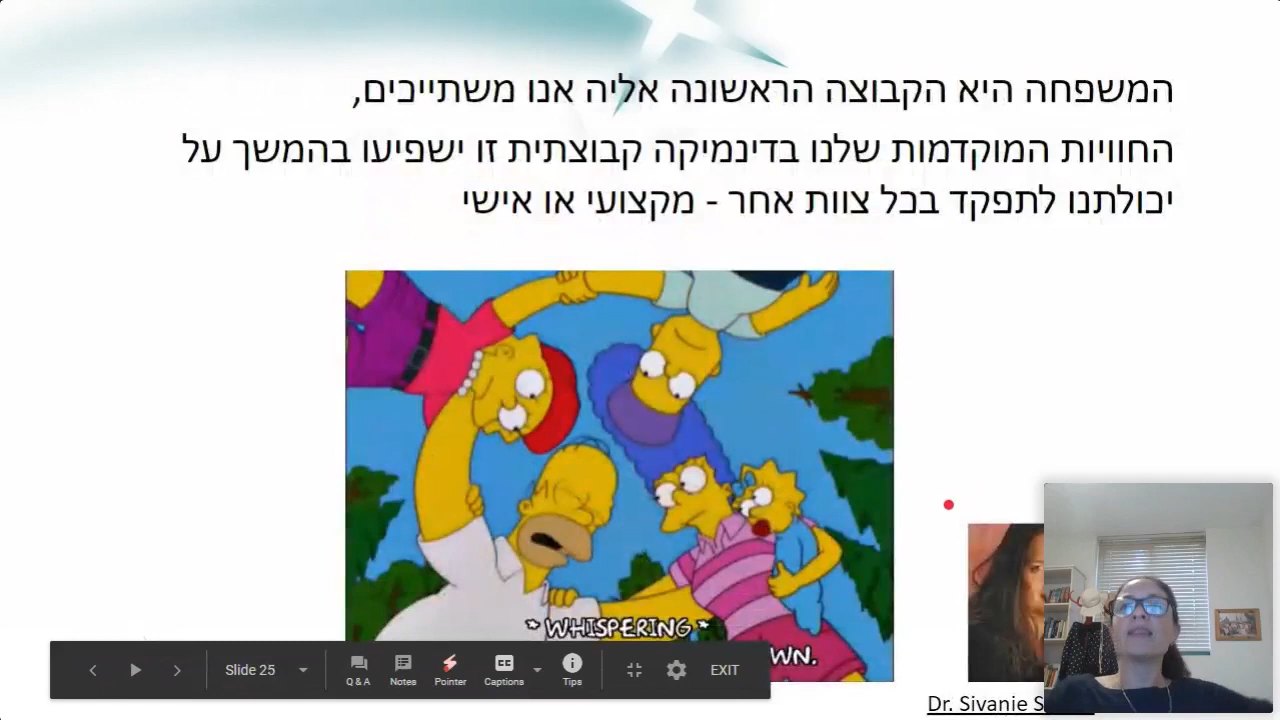 המשפחה היא הקבוצה הראשונה אליה אנו משתייכים,
החוויות המוקדמות שלנו בדינמיקה קבוצתית זו ישפיעו בהמשך על
יכולתנו לתפקד בכל צוות אחר - מקצועי או אישי
*WHISPERING*
WN.
Slide 25
Q & A
Notes
Pointer
CC
Captions
Tips
EXIT
Dr. Sivanie S